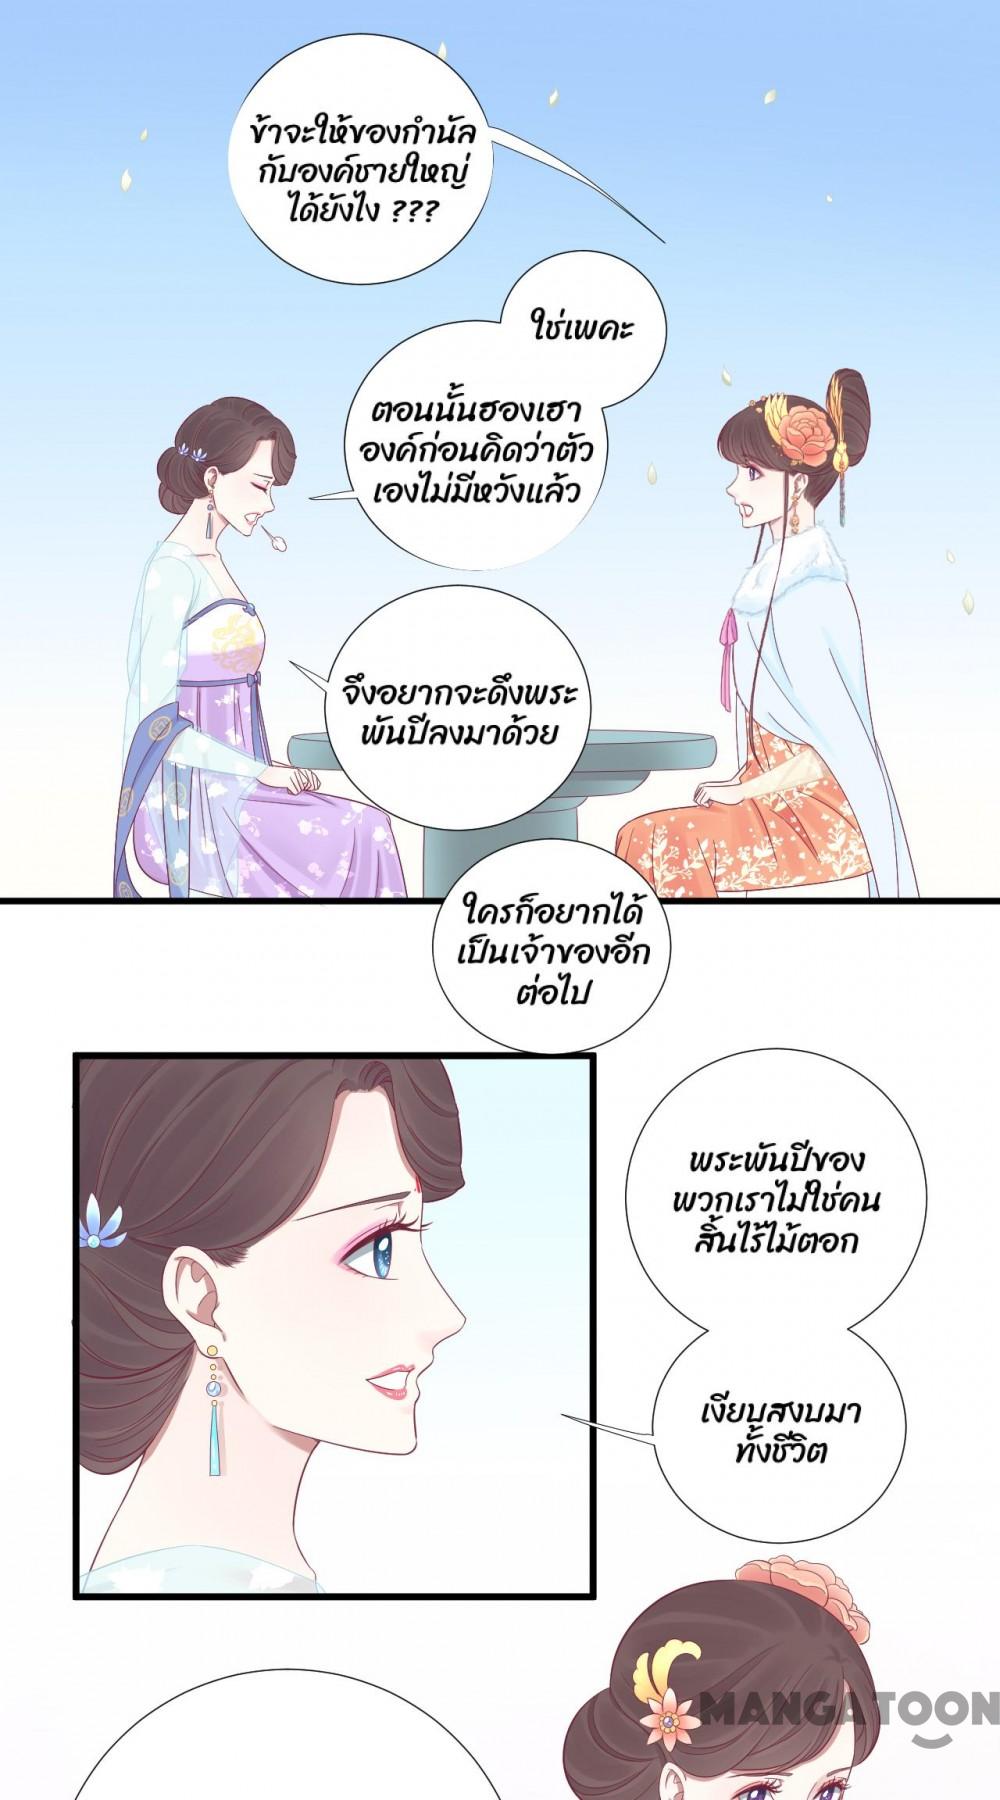 ข้าจะให้ของกำนัล
กับองค์ชายใหญ่
ได้ยังไง ???
ใช่เพคะ
ตอนนั้นฮองเฮา
องค์ก่อนคิดว่าตัว
เองไม่มีหวังแล้ว
จึงอยากจะดึงพระ
พันปีลงมาด้วย
ใครก็อยากได้
เป็นเจ้าของอีก
ต่อไป
พระพันปีของ
พวกเราไม่ใช่คน
สิ้นไร้ไม้ตอก
เงียบสงบมา
ทั้งชีวิต
MANGATOON